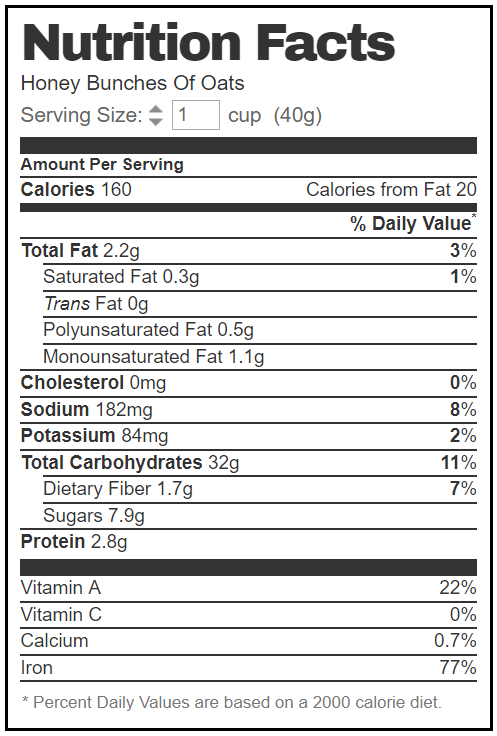 Nutrition Facts
Honey Bunches Of Oats
Serving Size: 1 cup (40g)
Amount Per Serving
Calories 160 Calories from Fat 20
% Daily Value*
Total Fat 2.2g 3%
Saturated Fat 0.3g 1%
Trans Fat 0g
Polyunsaturated Fat 0.5g
Monounsaturated Fat 1.1g
Cholesterol 0mg 0%
Sodium 182mg 8%
Potassium 84mg 2%
Total Carbohydrates 32g 11%
Dietary Fiber 1.7g 7%
Sugars 7.9g
Protein 2.8g
Vitamin A 22%
Vitamin C 0%
Calcium 0.7%
Iron 77%
* Percent Daily Values are based on a 2000 calorie diet.